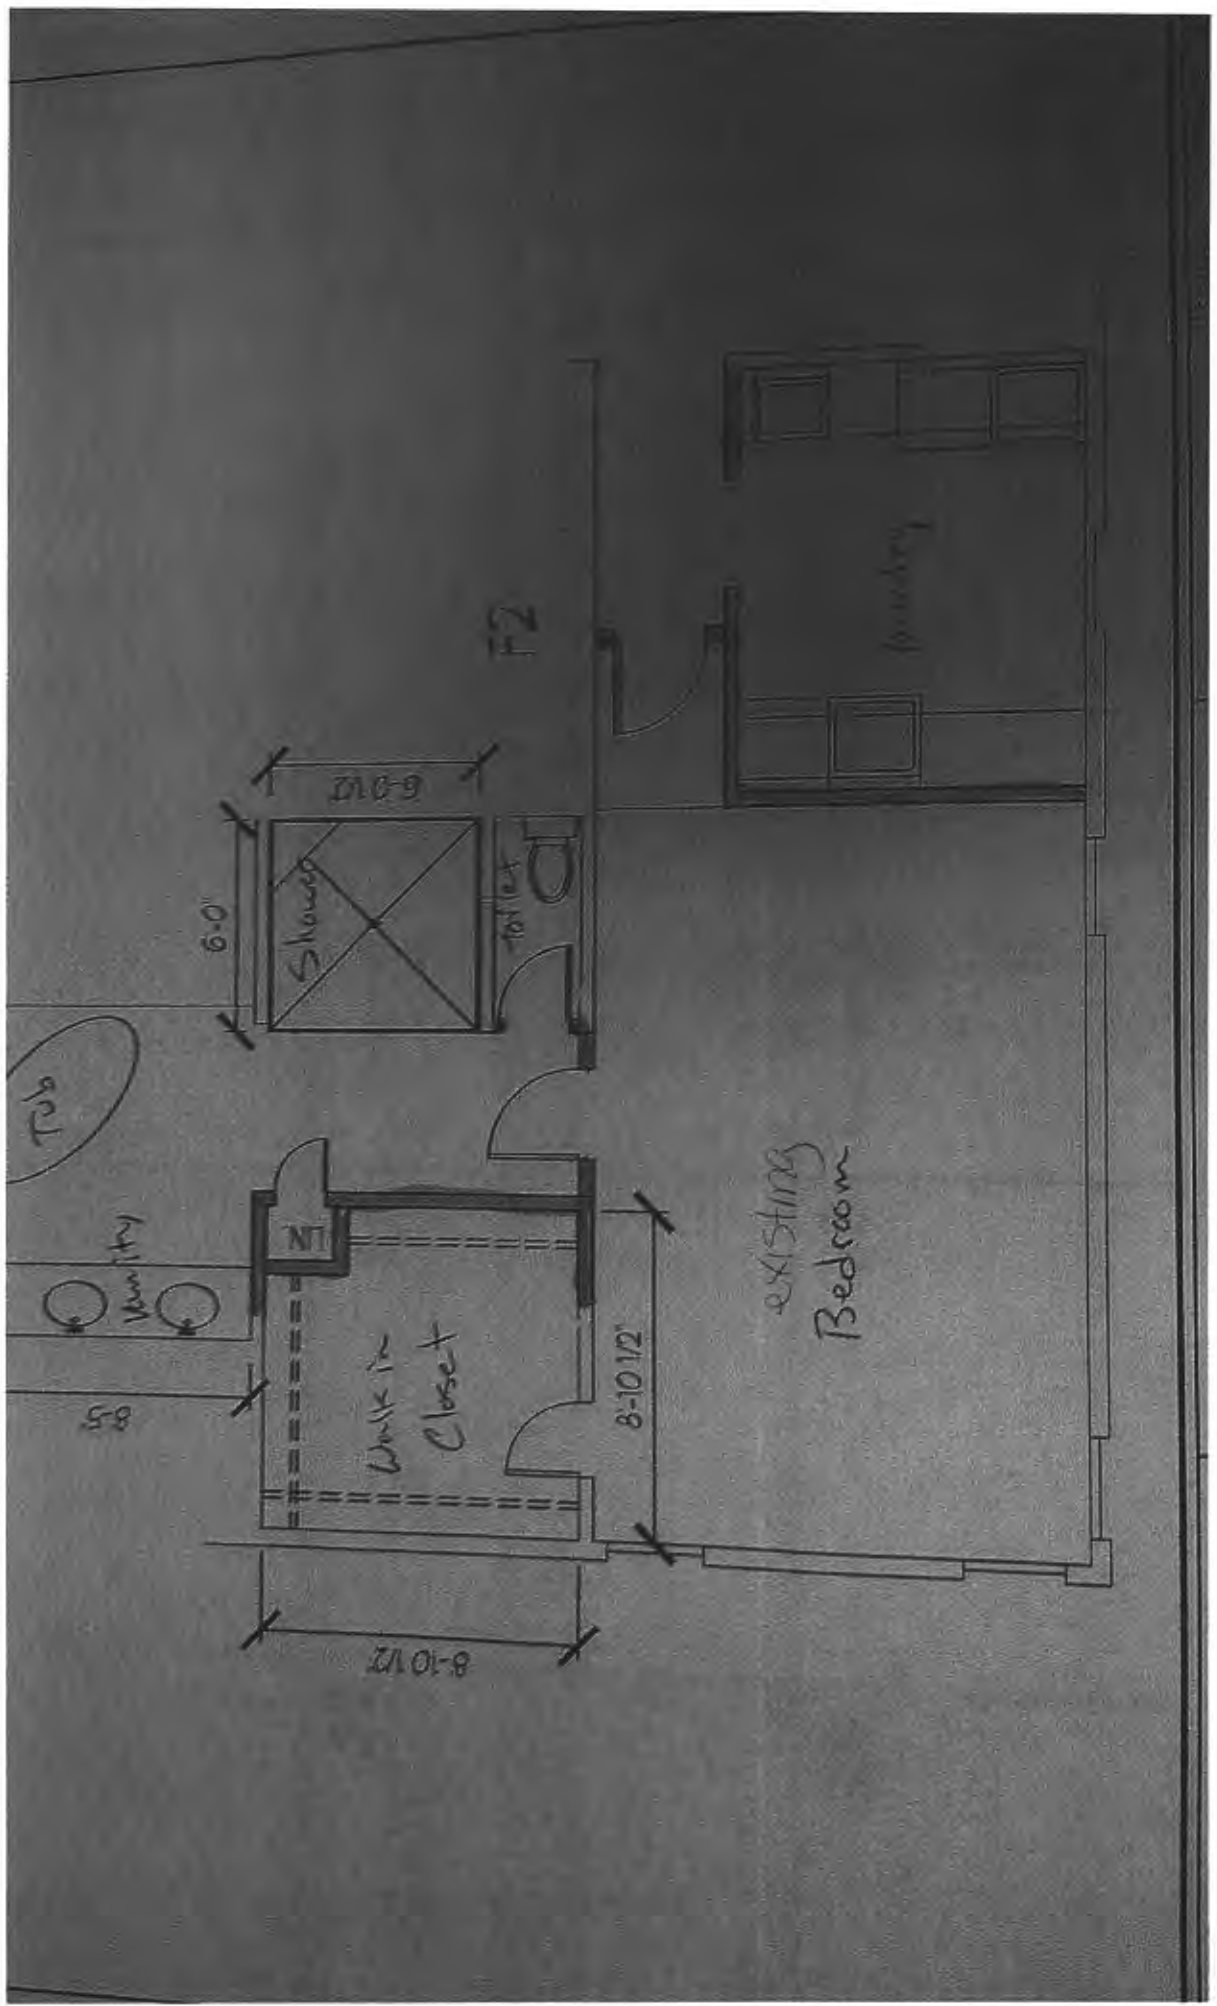 Tub
Vanity
8'-5"
6'-0"
Shower
6'-0 1/2"
toilet
F2
LIN
Walk in
Closet
8'-10 1/2"
8'-10 1/2"
existing
Bedroom
laundry